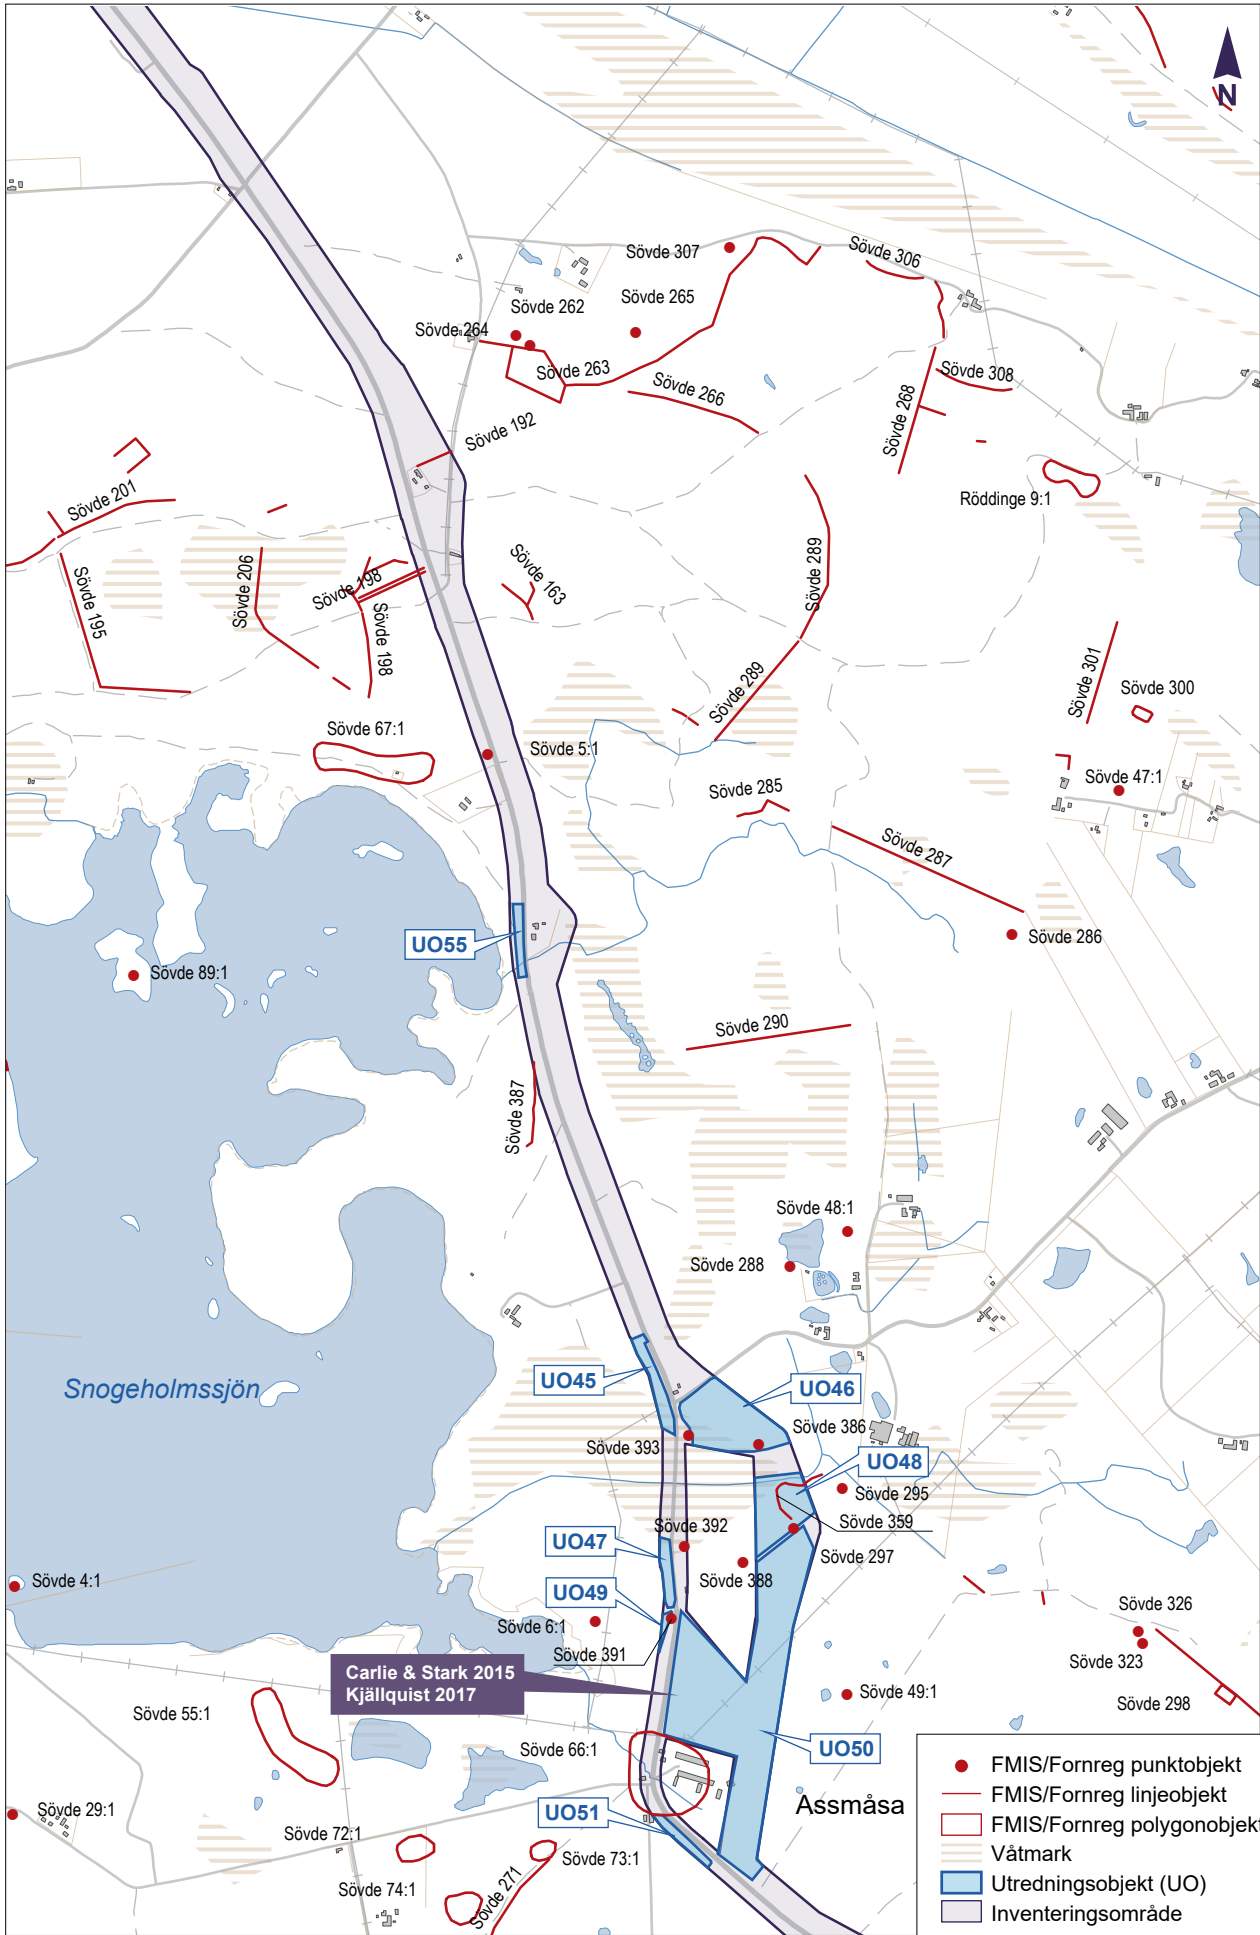 N
Sövde 307
Sövde 306
Sövde 262
Sövde 265
Sövde 264
Sövde 263
Sövde 266
Sövde 308
Sövde 268
Sövde 192
Röddinge 9:1
Sövde 201
Sövde 206
Sövde 198
Sövde 163
Sövde 289
Sövde 195
Sövde 198
Sövde 289
Sövde 301
Sövde 300
Sövde 67:1
Sövde 5:1
Sövde 47:1
Sövde 285
Sövde 287
UO55
Sövde 286
Sövde 89:1
Sövde 290
Sövde 387
Sövde 48:1
Sövde 288
Snogeholmssjön
UO45
UO46
Sövde 386
Sövde 393
UO48
Sövde 295
Sövde 359
Sövde 392
UO47
Sövde 297
Sövde 388
Sövde 4:1
UO49
Sövde 6:1
Sövde 391
Sövde 326
Sövde 323
Carlie & Stark 2015
Kjällquist 2017
Sövde 49:1
Sövde 298
Sövde 55:1
Sövde 66:1
UO50
Assmåsa
Sövde 29:1
UO51
Sövde 72:1
Sövde 73:1
Sövde 74:1
Sövde 271
FMIS/Fornreg punktobjekt
FMIS/Fornreg linjeobjekt
FMIS/Fornreg polygonobjekt
Våtmark
Utredningsobjekt (UO)
Inventeringsområde